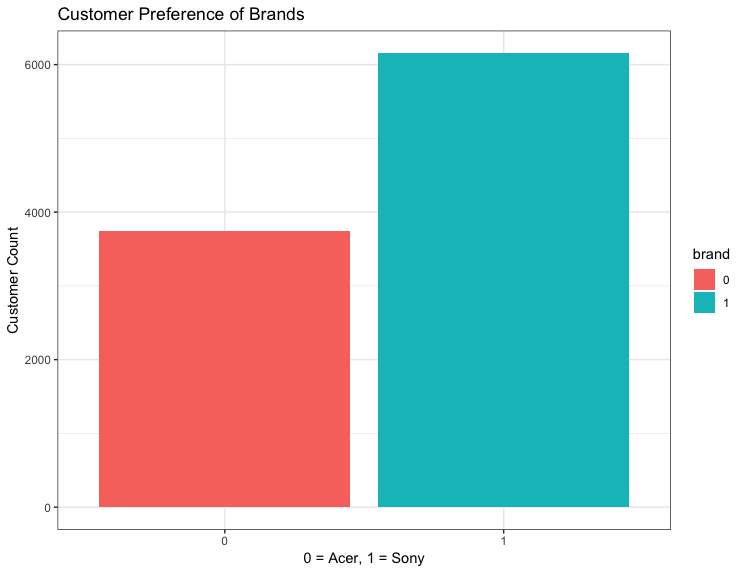 Customer Preference of Brands
Customer Count
6000
4000
2000
0
0
1
0 = Acer, 1 = Sony
brand
0
1